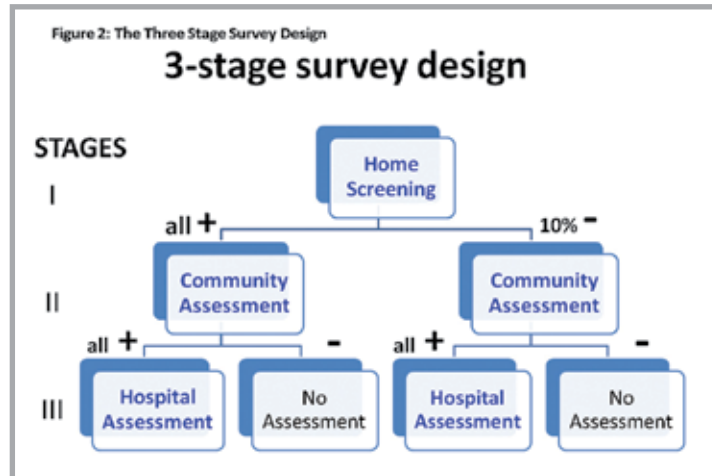 Figure 2: The Three Stage Survey Design
3-stage survey design
STAGES
I
Home
Screening
all +
10% -
II
Community
Assessment
Community
Assessment
all +
-
all +
-
III
Hospital
Assessment
No
Assessment
Hospital
Assessment
No
Assessment